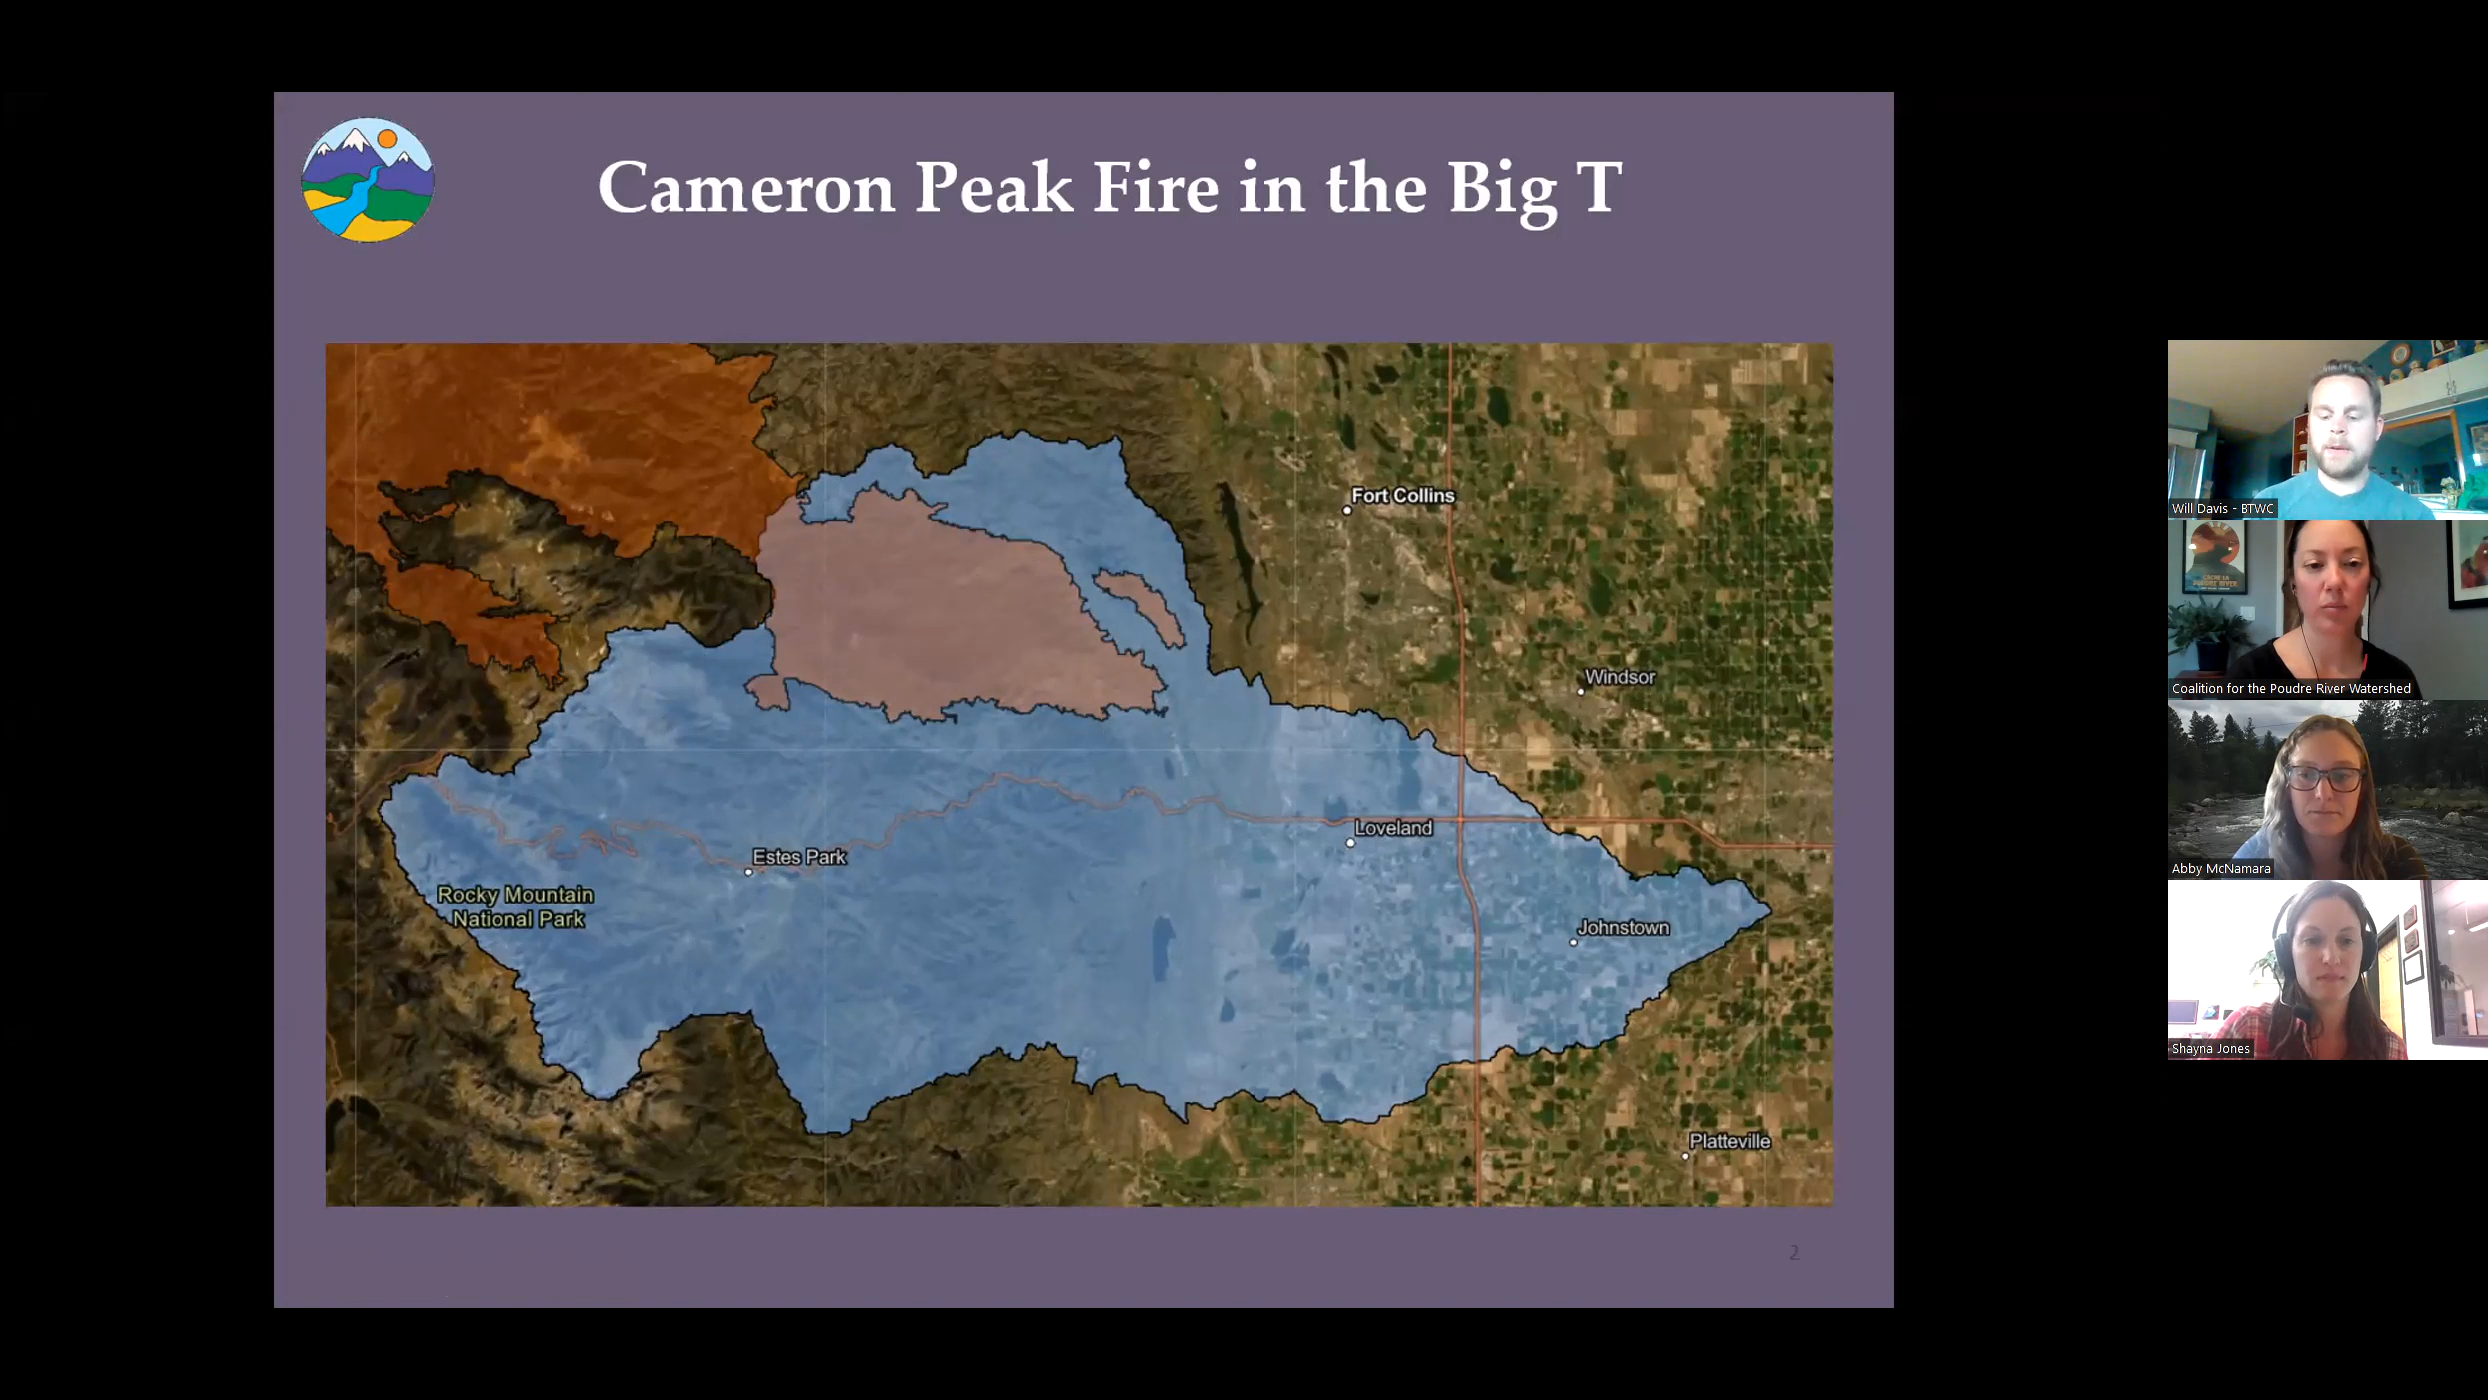 Cameron Peak Fire in the Big T
Fort Collins
Windsor
Loveland
Estes Park
Rocky Mountain
National Park
Johnstown
Platteville
2
Will Davis - BTWC
Coalition for the Poudre River Watershed
Abby McNamara
Shayna Jones